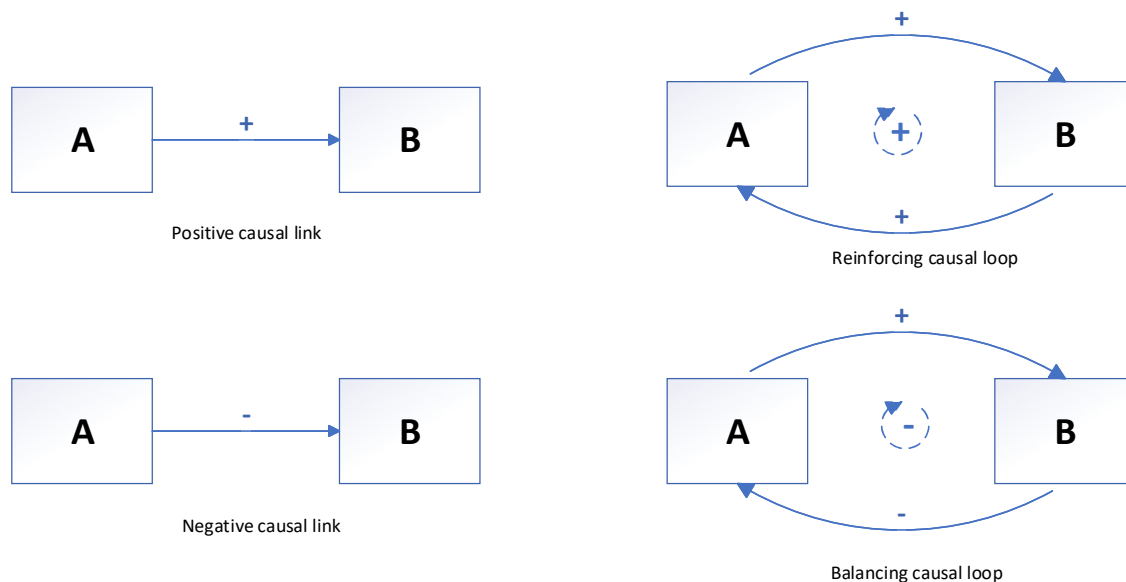 +
A
B
Positive causal link
+
A
+
B
+
Reinforcing causal loop
-
A
B
Negative causal link
+
A
-
B
-
Balancing causal loop